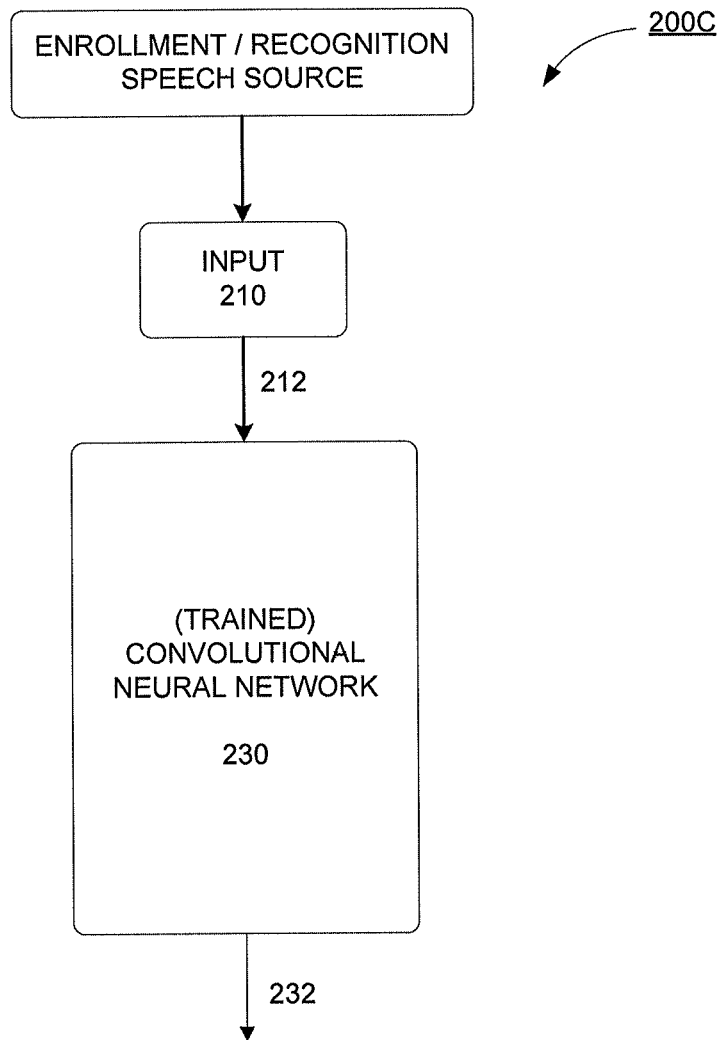 ENROLLMENT / RECOGNITION
SPEECH SOURCE
200C
INPUT
210
212
(TRAINED)
CONVOLUTIONAL
NEURAL NETWORK
230
232